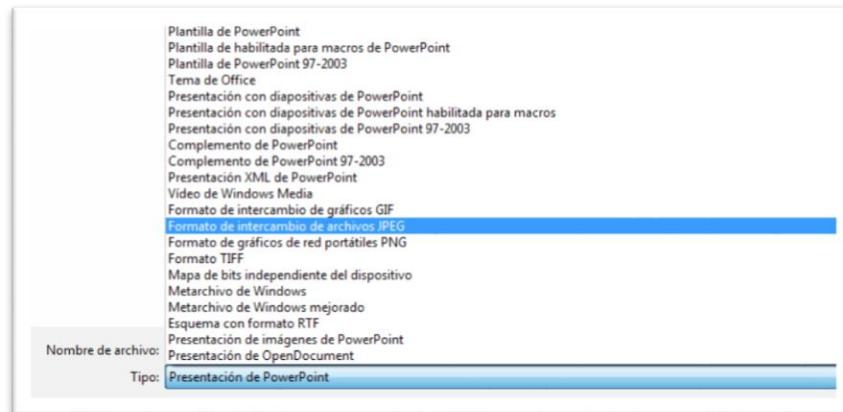 Plantilla de PowerPoint
Plantilla de habilitada para macros de PowerPoint
Plantilla de PowerPoint 97-2003
Tema de Office
Presentación con diapositivas de PowerPoint
Presentación con diapositivas de PowerPoint habilitada para macros
Presentación con diapositivas de PowerPoint 97-2003
Complemento de PowerPoint
Complemento de PowerPoint 97-2003
Presentación XML de PowerPoint
Vídeo de Windows Media
Formato de intercambio de gráficos GIF
Formato de intercambio de archivos JPEG
Formato de gráficos de red portátiles PNG
Formato TIFF
Mapa de bits independiente del dispositivo
Metarchivo de Windows
Metarchivo de Windows mejorado
Esquema con formato RTF
Presentación de imágenes de PowerPoint
Nombre de archivo: Presentación de OpenDocument
Tipo: Presentación de PowerPoint